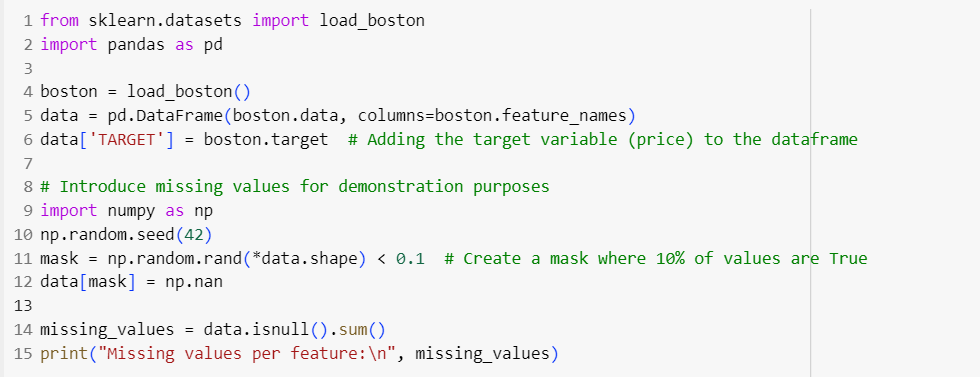 1 from sklearn.datasets import load_boston
2 import pandas as pd
3
4 boston = load_boston()
5 data = pd.DataFrame(boston.data, columns=boston.feature_names)
6 data['TARGET'] = boston.target  # Adding the target variable (price) to the dataframe
7
8 # Introduce missing values for demonstration purposes
9 import numpy as np
10 np.random.seed(42)
11 mask = np.random.rand(*data.shape) < 0.1  # Create a mask where 10% of values are True
12 data[mask] = np.nan
13
14 missing_values = data.isnull().sum()
15 print("Missing values per feature:\n", missing_values)